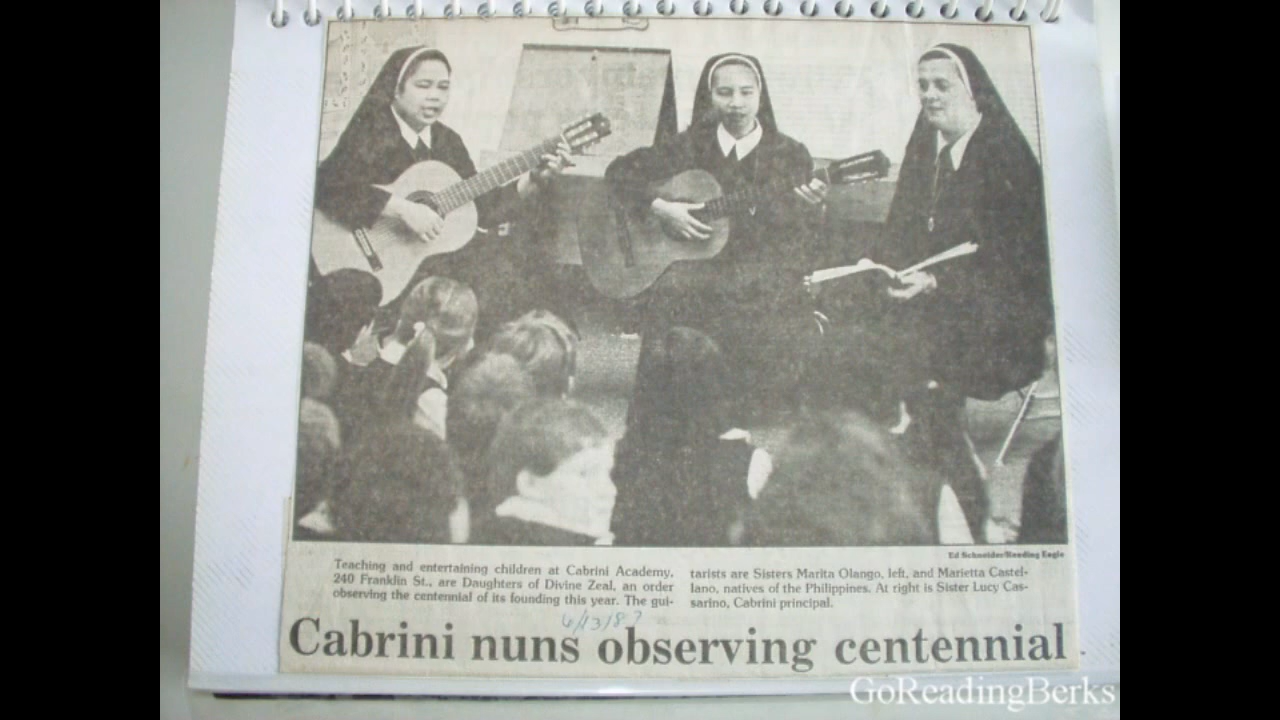 Ed Schneider/Reading Eagle
Teaching and entertaining children at Cabrini Academy,
240 Franklin St., are Daughters of Divine Zeal, an order
observing the centennial of its founding this year. The gui-
tarists are Sisters Marita Olango, left, and Marietta Castel-
lano, natives of the Philippines. At right is Sister Lucy Cas-
sarino, Cabrini principal.
6/13/87
Cabrini nuns observing centennial
GoReadingBerks